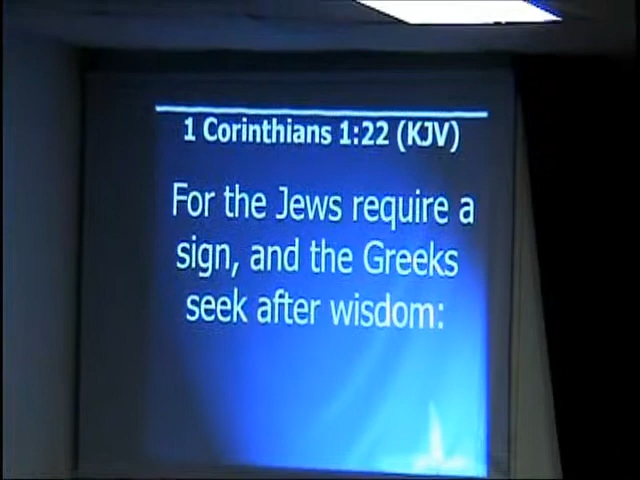 1 Corinthians 1:22 (KJV)
For the Jews require a
sign, and the Greeks
seek after wisdom: